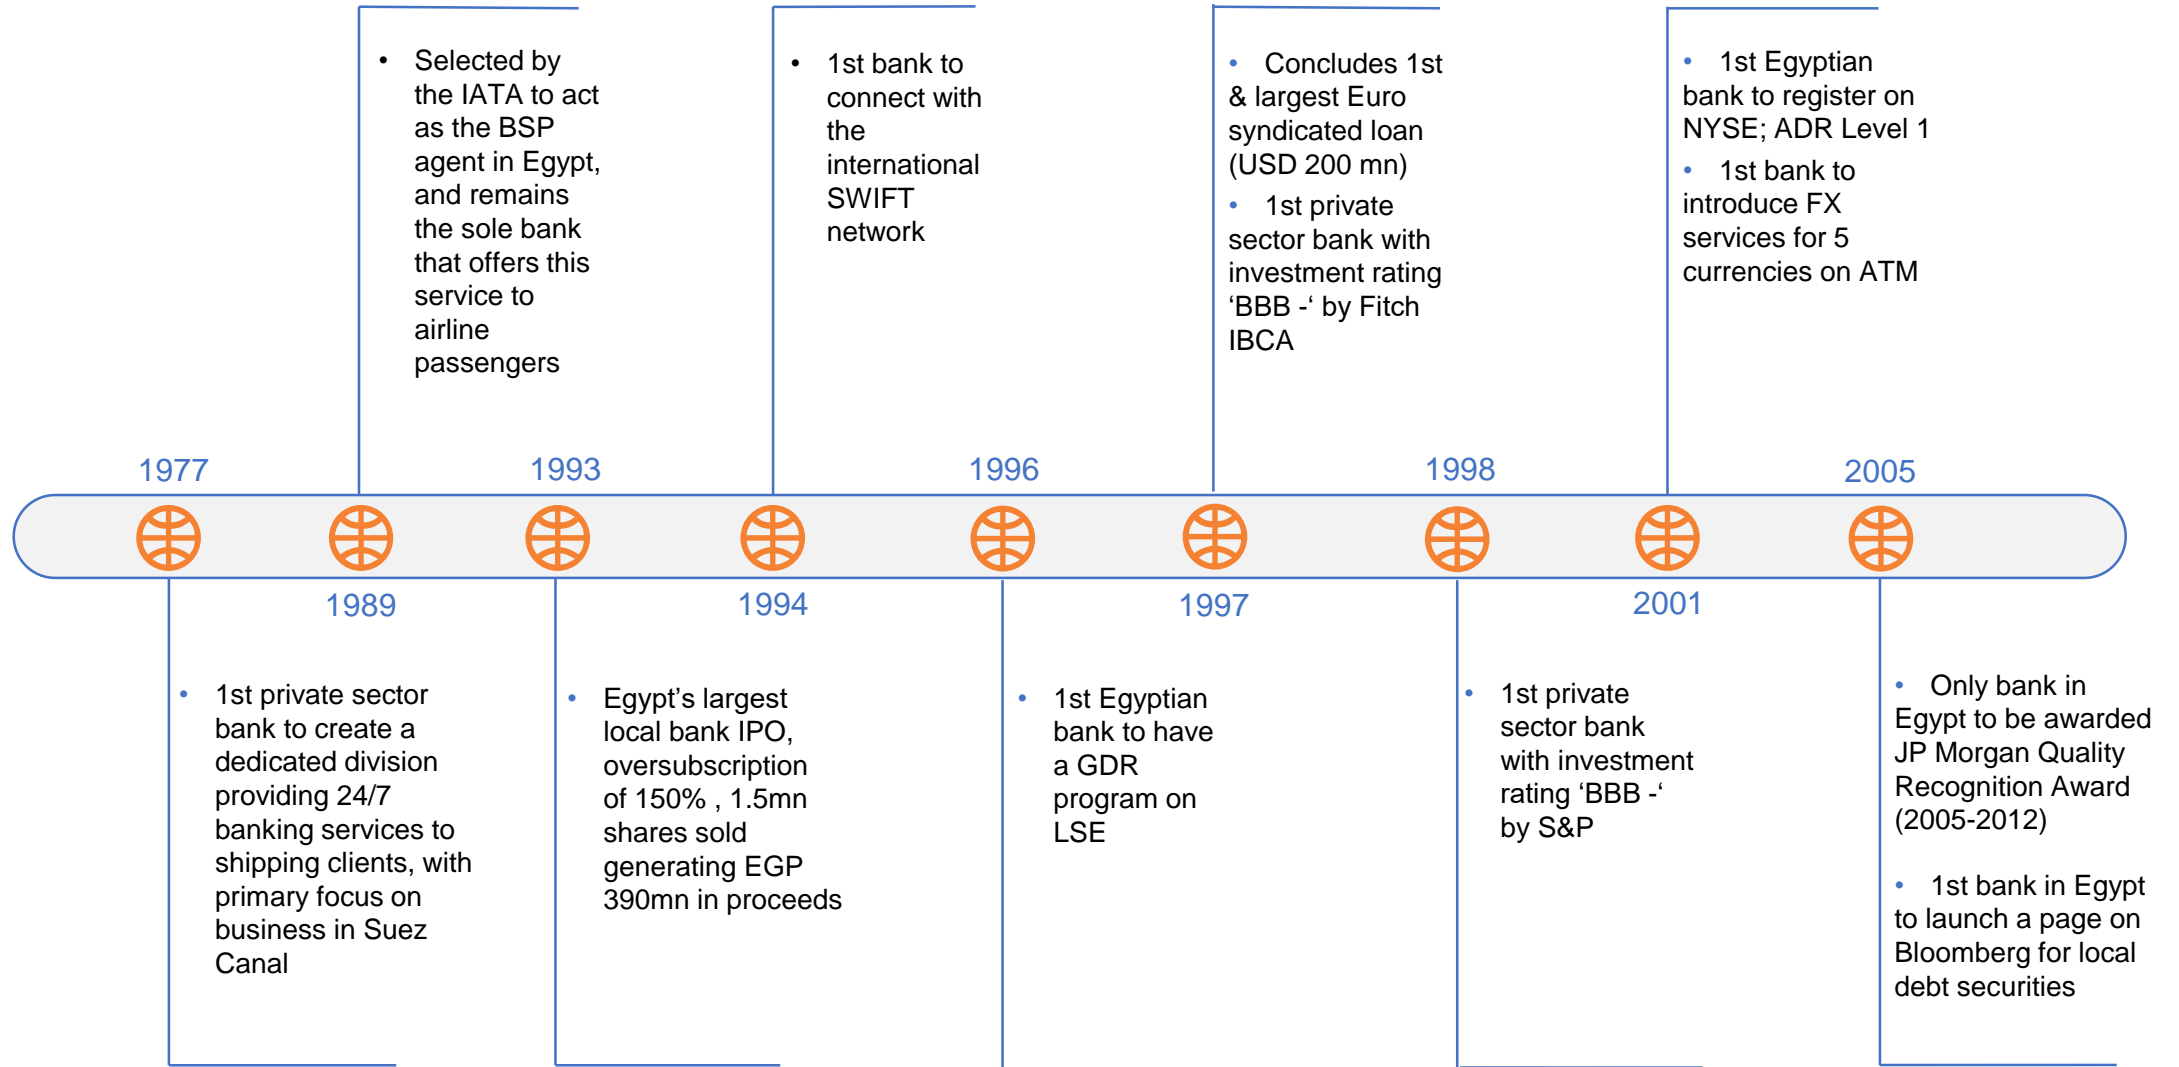 • Selected by
the IATA to act
as the BSP
agent in Egypt,
and remains
the sole bank
that offers this
service to
airline
passengers
• 1st bank to
connect with
the
international
SWIFT
network
• Concludes 1st
& largest Euro
syndicated loan
(USD 200 mn)
• 1st private
sector bank with
investment rating
‘BBB -‘ by Fitch
IBCA
• 1st Egyptian
bank to register on
NYSE; ADR Level 1
• 1st bank to
introduce FX
services for 5
currencies on ATM
1977
1993
1996
1998
2005
1989
1994
1997
2001
• 1st private sector
bank to create a
dedicated division
providing 24/7
banking services to
shipping clients, with
primary focus on
business in Suez
Canal
• Egypt’s largest
local bank IPO,
oversubscription
of 150% , 1.5mn
shares sold
generating EGP
390mn in proceeds
• 1st Egyptian
bank to have
a GDR
program on
LSE
• 1st private
sector bank
with investment
rating ‘BBB -‘
by S&P
• Only bank in
Egypt to be awarded
JP Morgan Quality
Recognition Award
(2005-2012)
• 1st bank in Egypt
to launch a page on
Bloomberg for local
debt securities